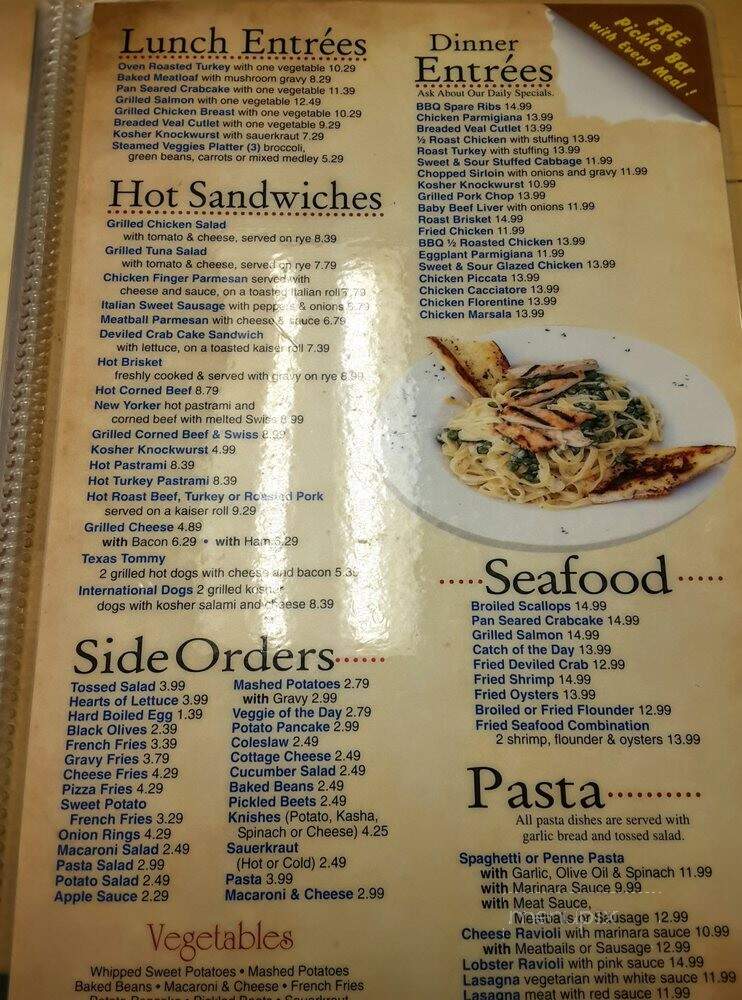 Lunch Entrées
Oven Roasted Turkey with one vegetable 10.29
Baked Meatloaf with mushroom gravy 8.29
Pan Seared Crabcake with one vegetable 11.39
Grilled Salmon with one vegetable 12.49
Grilled Chicken Breast with one vegetable 10.29
Breaded Veal Cutlet with one vegetable 9.29
Kosher Knockwurst with sauerkraut 7.29
Steamed Veggies Platter (3) broccoli,
green beans, carrots or mixed medley 5.29
Hot Sandwiches
Grilled Chicken Salad
with tomato & cheese, served on rye 8.39
Grilled Tuna Salad
with tomato & cheese, served on rye 7.79
Chicken Finger Parmesan served with
cheese and sauce, on a toasted Italian roll 7.79
Italian Sweet Sausage with peppers & onions
Meatball Parmesan with cheese & sauce 6.79
Deviled Crab Cake Sandwich
with lettuce, on a toasted kaiser roll 7.39
Hot Brisket
freshly cooked & served with gravy on rye 8.99
Hot Corned Beef 8.79
New Yorker hot pastrami and
corned beef with melted Swiss 8.99
Grilled Corned Beef & Swiss 8.99
Kosher Knockwurst 4.99
Hot Pastrami 8.39
Hot Turkey Pastrami 8.39
Hot Roast Beef, Turkey or Roasted Pork
served on a kaiser roll 9.29
Grilled Cheese 4.89
with Bacon 6.29 • with Ham 6.29
Texas Tommy
2 grilled hot dogs with cheese and bacon 5.39
International Dogs 2 grilled kosher
dogs with kosher salami and cheese 8.39
Side Orders
Tossed Salad 3.99
Hearts of Lettuce 3.99
Hard Boiled Egg 1.39
Black Olives 2.39
French Fries 3.39
Gravy Fries 3.79
Cheese Fries 4.29
Pizza Fries 4.29
Sweet Potato
French Fries 3.29
Onion Rings 4.29
Macaroni Salad 2.49
Pasta Salad 2.99
Potato Salad 2.49
Apple Sauce 2.29
Mashed Potatoes 2.79
with Gravy 2.99
Veggie of the Day 2.79
Potato Pancake 2.99
Coleslaw 2.49
Cottage Cheese 2.49
Cucumber Salad 2.49
Baked Beans 2.49
Pickled Beets 2.49
Knishes (Potato, Kasha,
Spinach or Cheese) 4.25
Sauerkraut
(Hot or Cold) 2.49
Pasta 3.99
Macaroni & Cheese 2.99
Vegetables
Whipped Sweet Potatoes • Mashed Potatoes
Baked Beans • Macaroni & Cheese • French Fries
Potato Pancake • Pickled Beets • Sauerkraut
FREE
Pickle Bar
with Every Meal !
Dinner
Entrées
Ask About Our Daily Specials.
BBQ Spare Ribs 14.99
Chicken Parmigiana 13.99
Breaded Veal Cutlet 13.99
½ Roast Chicken with stuffing 13.99
Roast Turkey with stuffing 13.99
Sweet & Sour Stuffed Cabbage 11.99
Chopped Sirloin with onions and gravy 11.99
Kosher Knockwurst 10.99
Grilled Pork Chop 13.99
Baby Beef Liver with onions 11.99
Roast Brisket 14.99
Fried Chicken 11.99
BBQ ½ Roasted Chicken 13.99
Eggplant Parmigiana 11.99
Sweet & Sour Glazed Chicken 13.99
Chicken Piccata 13.99
Chicken Cacciatore 13.99
Chicken Florentine 13.99
Chicken Marsala 13.99
Seafood
Broiled Scallops 14.99
Pan Seared Crabcake 14.99
Grilled Salmon 14.99
Catch of the Day 13.99
Fried Deviled Crab 12.99
Fried Shrimp 14.99
Fried Oysters 13.99
Broiled or Fried Flounder 12.99
Fried Seafood Combination
2 shrimp, flounder & oysters 13.99
Pasta
All pasta dishes are served with
garlic bread and tossed salad.
Spaghetti or Penne Pasta
with Garlic, Olive Oil & Spinach 11.99
with Marinara Sauce 9.99
with Meat Sauce,
Meatballs or Sausage 12.99
Cheese Ravioli with marinara sauce 10.99
with Meatballs or Sausage 12.99
Lobster Ravioli with pink sauce 14.99
Lasagna vegetarian with white sauce 11.99
Lasagna meat with red sauce 11.99